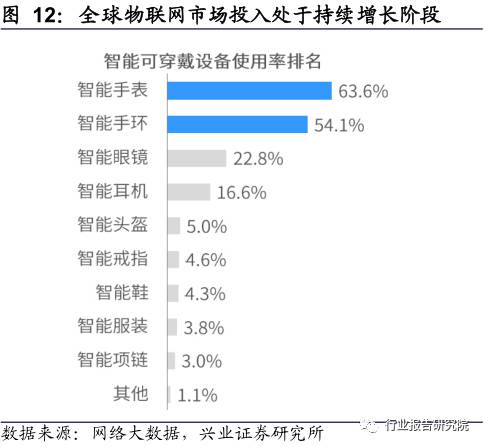 图 12：全球物联网市场投入处于持续增长阶段
智能可穿戴设备使用率排名
智能手表 63.6%
智能手环 54.1%
智能眼镜 22.8%
智能耳机 16.6%
智能头盔 5.0%
智能戒指 4.6%
智能鞋 4.3%
智能服装 3.8%
智能项链 3.0%
其他 1.1%
数据来源：网络大数据，兴业证券研究所
行业报告研究院